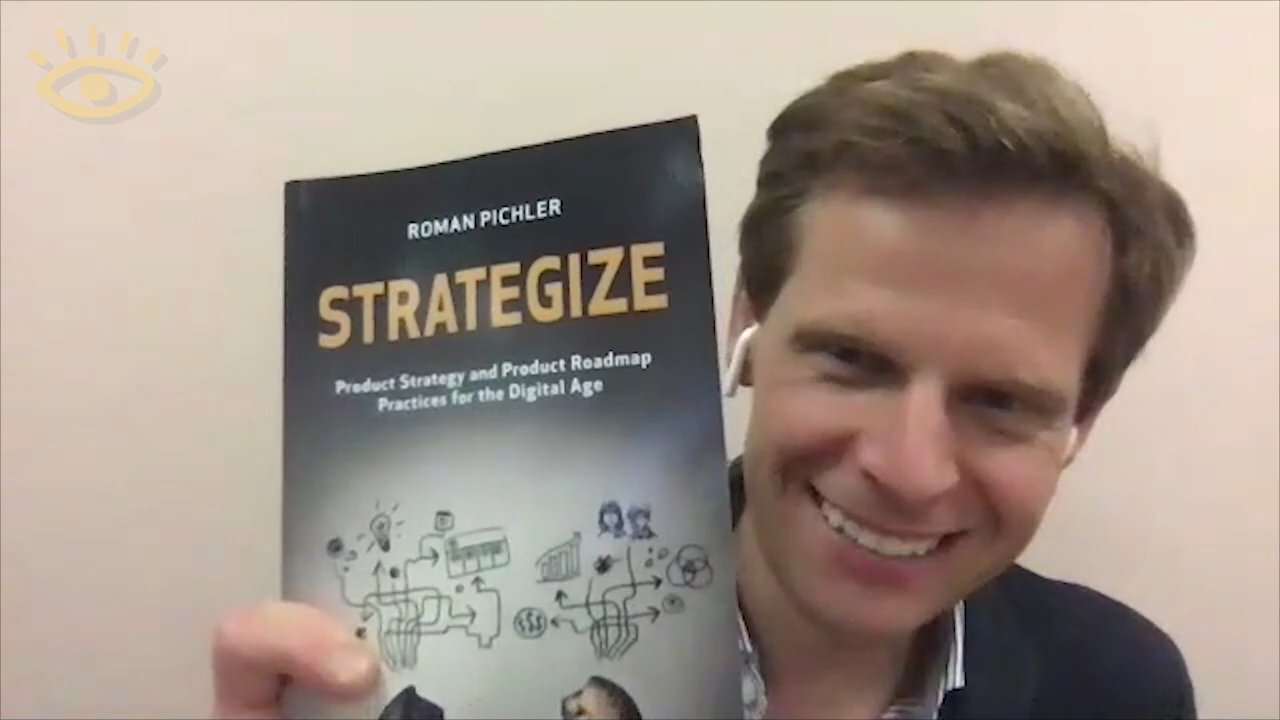 ROMAN PICHLER
STRATEGIZE
Product Strategy and Product Roadmap
Practices for the Digital Age
$$$